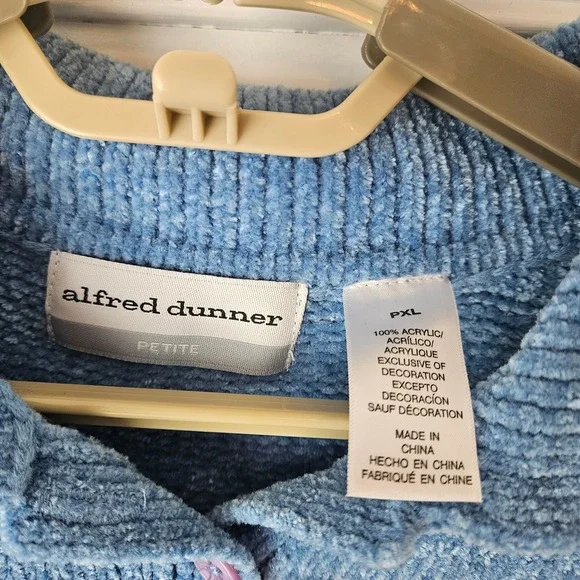 alfred dunner
PETITE
PXL
100% ACRYLIC/
ACRÍLICO/
ACRYLIQUE
EXCLUSIVE OF
DECORATION
EXCEPTO
DECORACIÓN
SAUF DÉCORATION
MADE IN
CHINA
HECHO EN CHINA
FABRIQUÉ EN CHINE